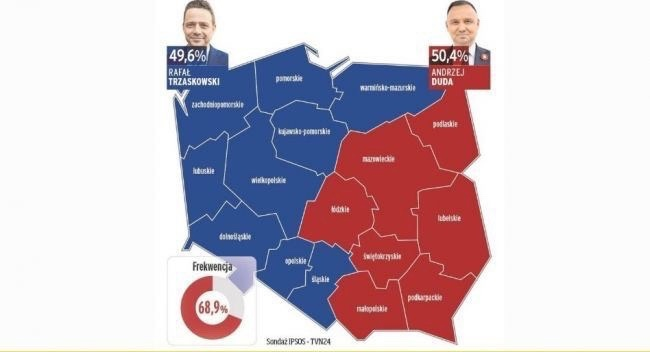 49,6%
RAFAŁ
TRZASKOWSKI
50,4%
ANDRZEJ
DUDA
pomorskie
warmińsko-mazurskie
zachodniopomorskie
podlaskie
kujawsko-pomorskie
mazowieckie
lubuskie
wielkopolskie
łódzkie
lubelskie
dolnośląskie
świętokrzyskie
opolskie
śląskie
małopolskie
podkarpackie
Frekwencja
68,9%
Sondaż IPSOS - TVN24